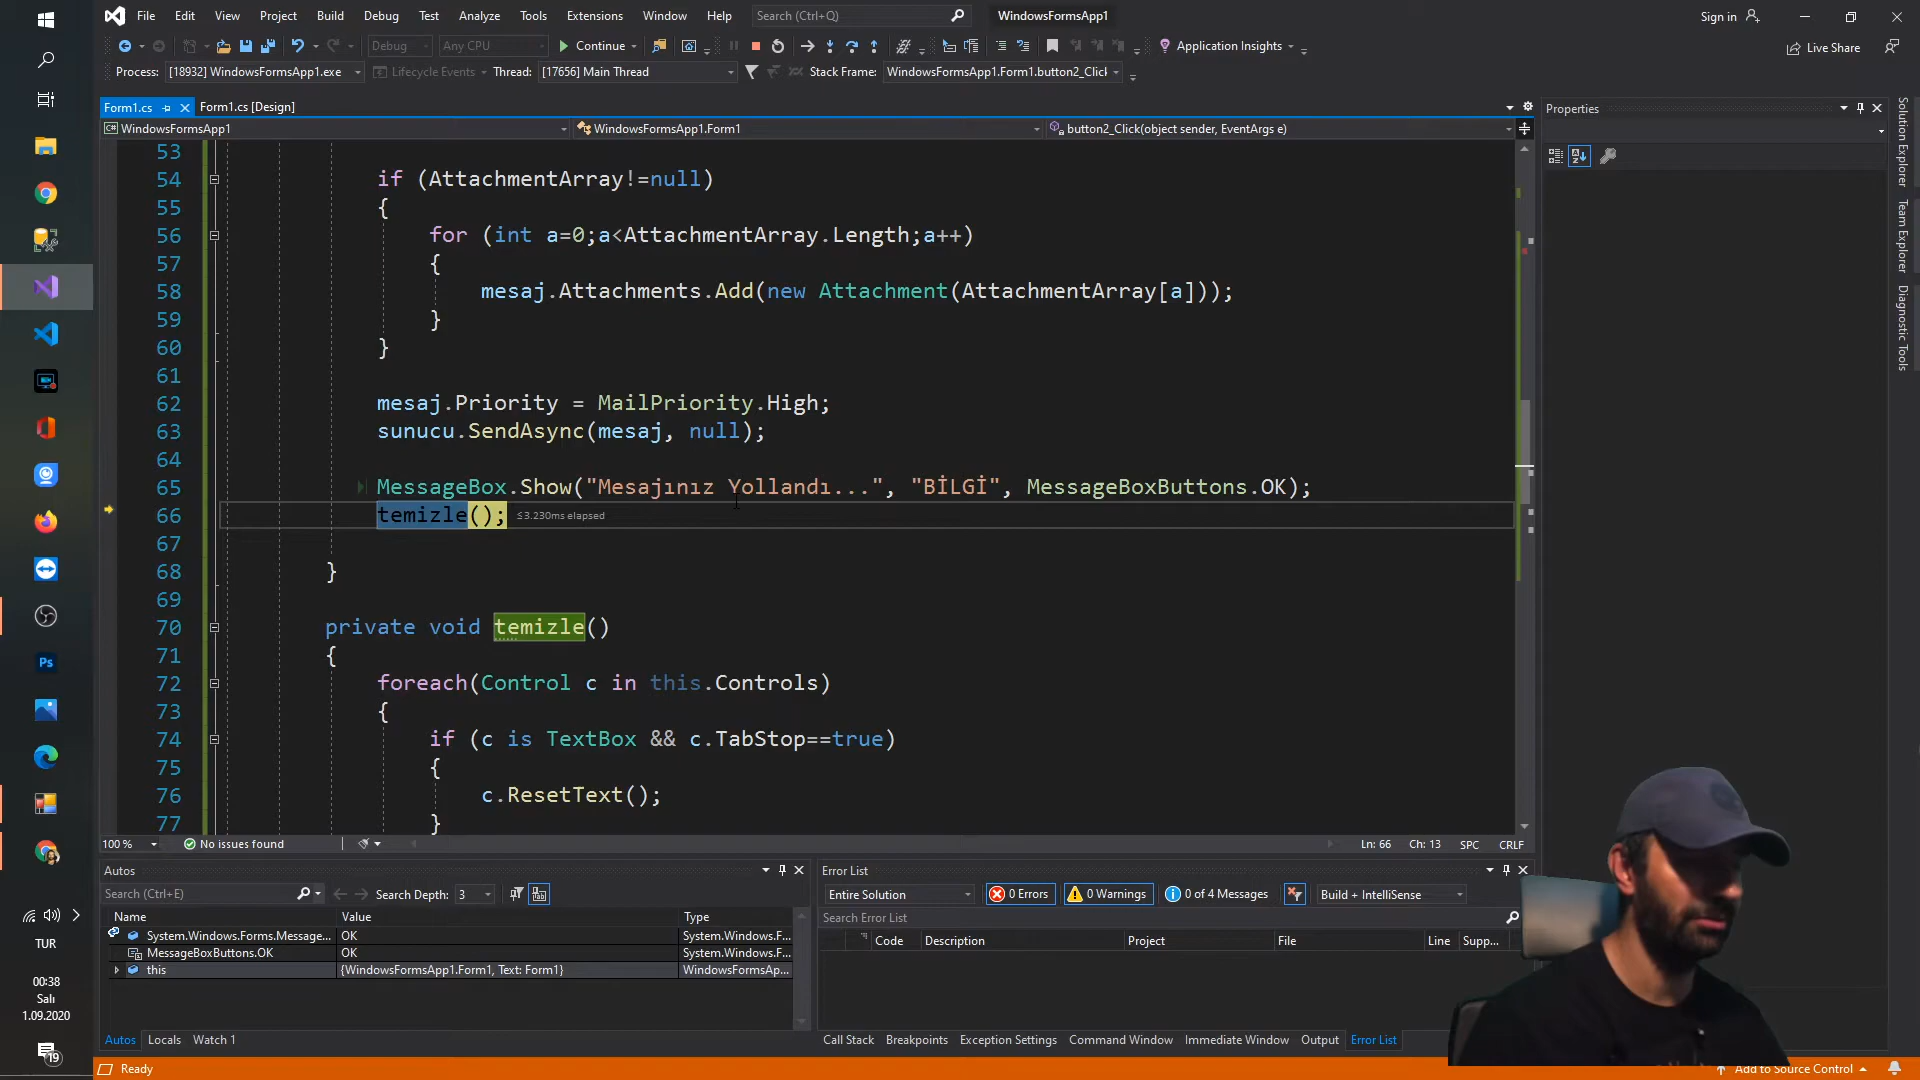 File Edit View Project Build Debug Test Analyze Tools Extensions Window Help Search (Ctrl+Q) WindowsFormsApp1 Sign in
Debug Any CPU Continue Application Insights Live Share
Process: [18932] WindowsFormsApp1.exe Lifecycle Events Thread: [17656] Main Thread Stack Frame: WindowsFormsApp1.Form1.button2_Click
Form1.cs Form1.cs [Design] Properties
WindowsFormsApp1 WindowsFormsApp1.Form1 button2_Click(object sender, EventArgs e)
Solution Explorer
Team Explorer
Diagnostic Tools
53
54 if (AttachmentArray!=null)
55 {
56 for (int a=0;a<AttachmentArray.Length;a++)
57 {
58 mesaj.Attachments.Add(new Attachment(AttachmentArray[a]));
59 }
60 }
61
62 mesaj.Priority = MailPriority.High;
63 sunucu.SendAsync(mesaj, null);
64
65 MessageBox.Show("Mesajınız Yollandı...", "BİLGİ", MessageBoxButtons.OK);
66 temizle(); ≤3.230ms elapsed
67
68 }
69
70 private void temizle()
71 {
72 foreach(Control c in this.Controls)
73 {
74 if (c is TextBox && c.TabStop==true)
75 {
76 c.ResetText();
77 }
100 % No issues found Ln: 66 Ch: 13 SPC CRLF
Autos
Search (Ctrl+E) Search Depth: 3
Name Value Type
System.Windows.Forms.Message... OK System.Windows.F...
MessageBoxButtons.OK OK System.Windows.F...
this {WindowsFormsApp1.Form1, Text: Form1} WindowsFormsAp...
Autos Locals Watch 1
Error List
Entire Solution 0 Errors 0 Warnings 0 of 4 Messages Build + IntelliSense
Search Error List
Code Description Project File Line Supp...
Call Stack Breakpoints Exception Settings Command Window Immediate Window Output Error List
TUR
00:38
Salı
1.09.2020
19
Ready Add to Source Control